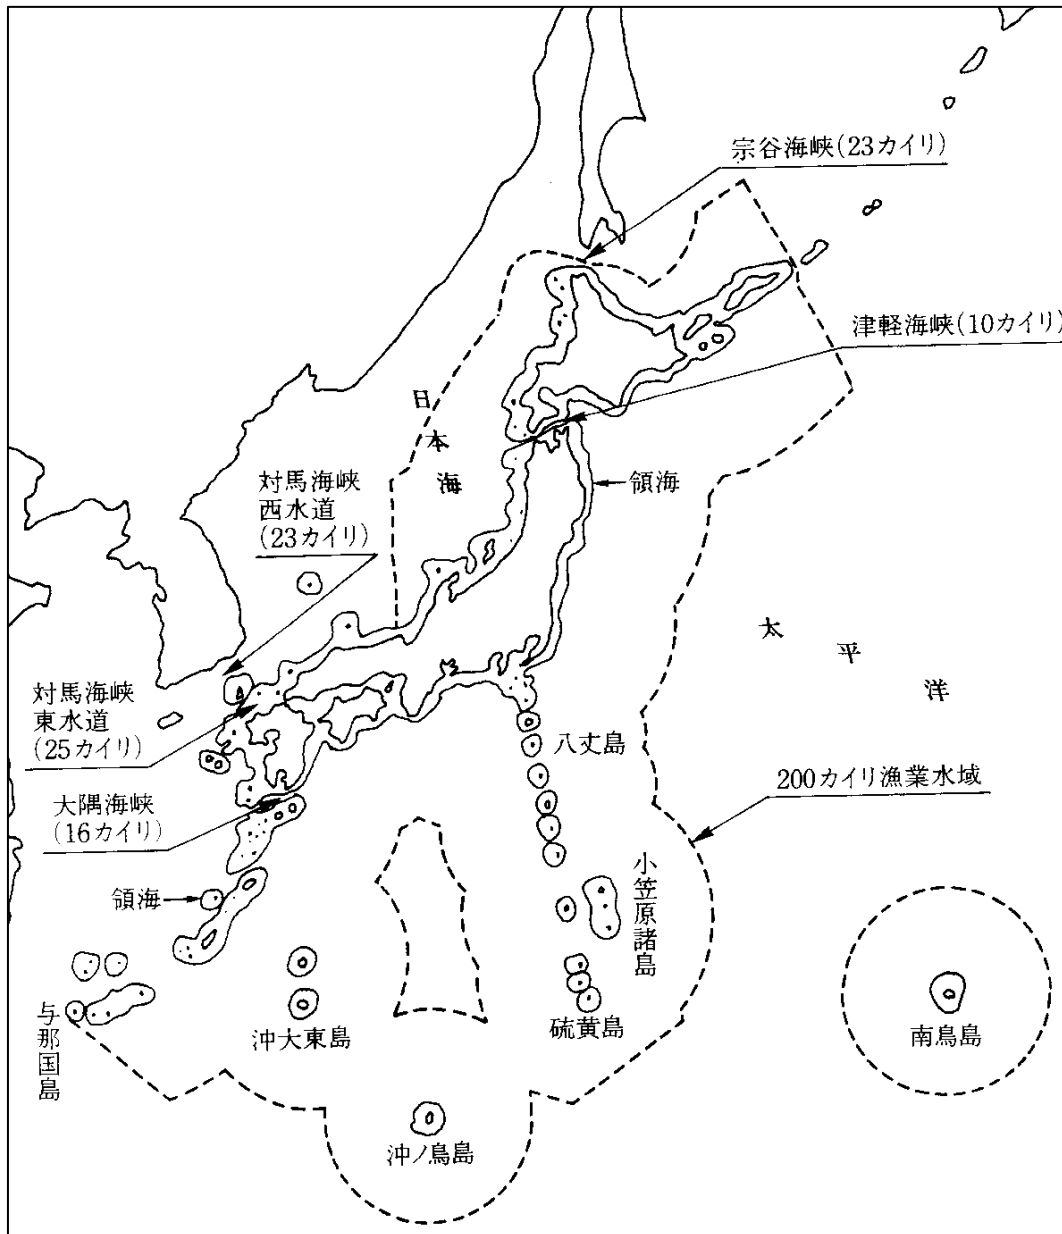 宗谷海峡(23カイリ)
津軽海峡(10カイリ)
日本海
対馬海峡
西水道
(23カイリ)
領海
太平洋
対馬海峡
東水道
(25カイリ)
八丈島
200カイリ漁業水域
大隅海峡
(16カイリ)
領海
小笠原諸島
与那国島
沖大東島
硫黄島
南鳥島
沖ノ鳥島